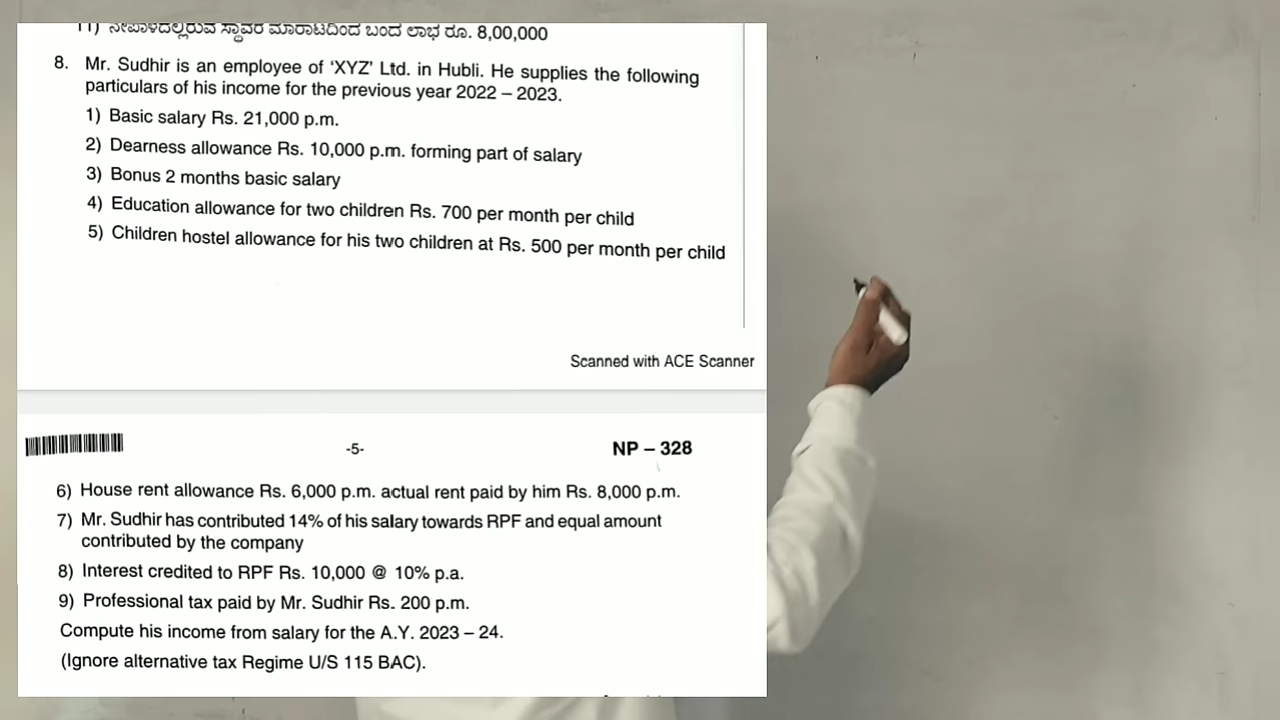 11) ನೇಪಾಳದಲ್ಲಿರುವ ಸ್ಥಾವರ ಮಾರಾಟದಿಂದ ಬಂದ ಲಾಭ ರೂ. 8,00,000
8. Mr. Sudhir is an employee of ‘XYZ’ Ltd. in Hubli. He supplies the following
particulars of his income for the previous year 2022 – 2023.
1) Basic salary Rs. 21,000 p.m.
2) Dearness allowance Rs. 10,000 p.m. forming part of salary
3) Bonus 2 months basic salary
4) Education allowance for two children Rs. 700 per month per child
5) Children hostel allowance for his two children at Rs. 500 per month per child
Scanned with ACE Scanner
-5-
NP – 328
6) House rent allowance Rs. 6,000 p.m. actual rent paid by him Rs. 8,000 p.m.
7) Mr. Sudhir has contributed 14% of his salary towards RPF and equal amount
contributed by the company
8) Interest credited to RPF Rs. 10,000 @ 10% p.a.
9) Professional tax paid by Mr. Sudhir Rs. 200 p.m.
Compute his income from salary for the A.Y. 2023 – 24.
(Ignore alternative tax Regime U/S 115 BAC).